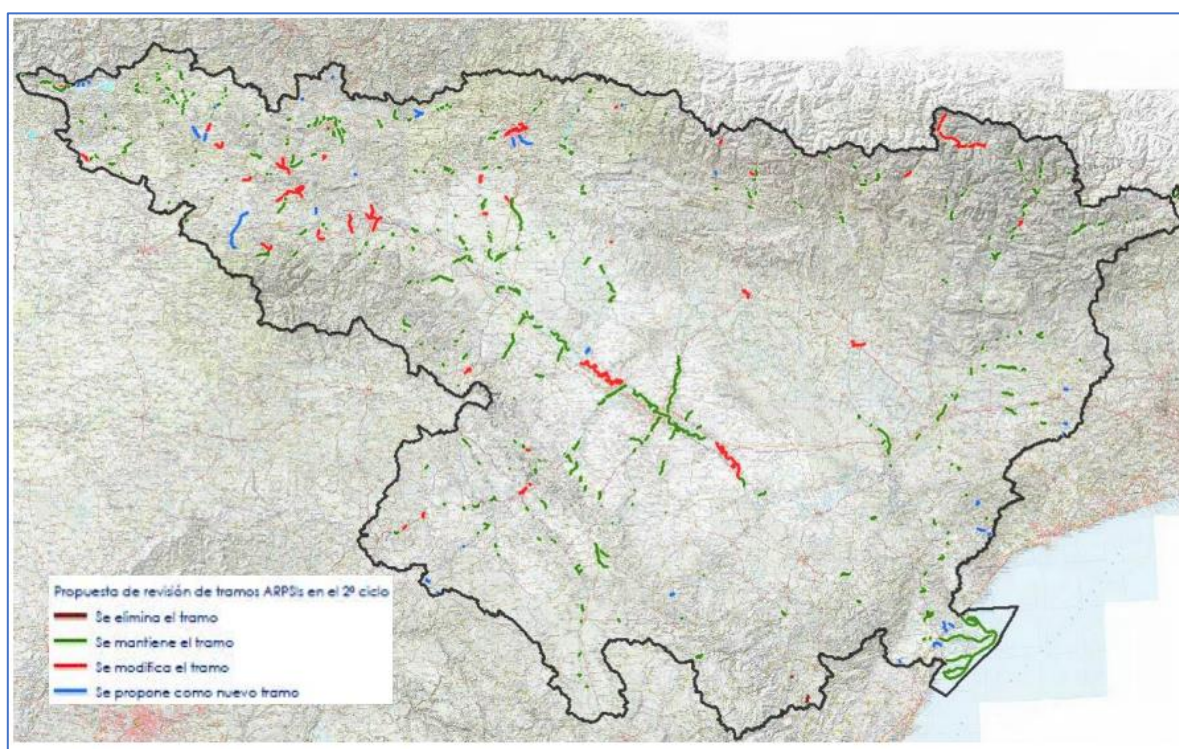 Propuesta de revisión de tramos ARPSIs en el 2º ciclo
Se elimina el tramo
Se mantiene el tramo
Se modifica el tramo
Se propone como nuevo tramo